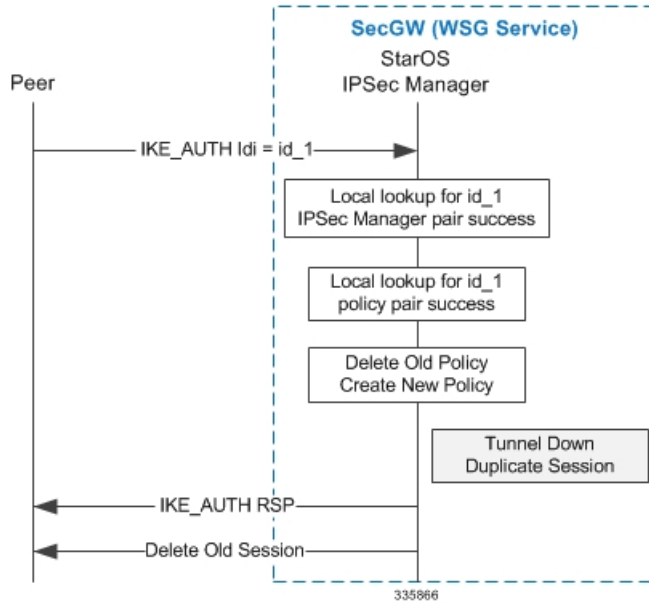 SecGW (WSG Service)
StarOS
IPSec Manager
Peer
IKE_AUTH Idi = id_1
Local lookup for id_1
IPSec Manager pair success
Local lookup for id_1
policy pair success
Delete Old Policy
Create New Policy
Tunnel Down
Duplicate Session
IKE_AUTH RSP
Delete Old Session
335866